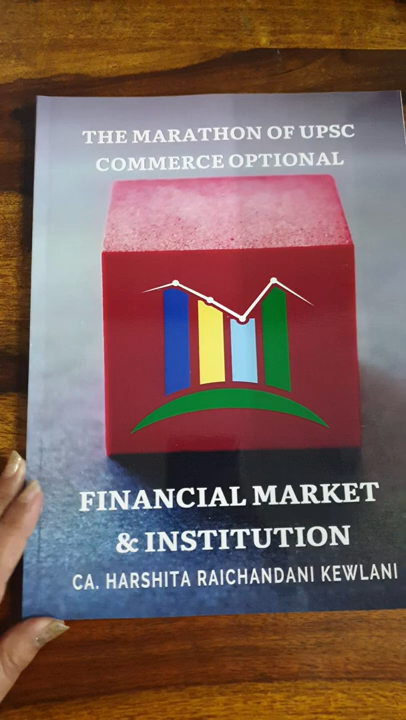 THE MARATHON OF UPSC
COMMERCE OPTIONAL
FINANCIAL MARKET
& INSTITUTION
CA. HARSHITA RAICHANDANI KEWLANI